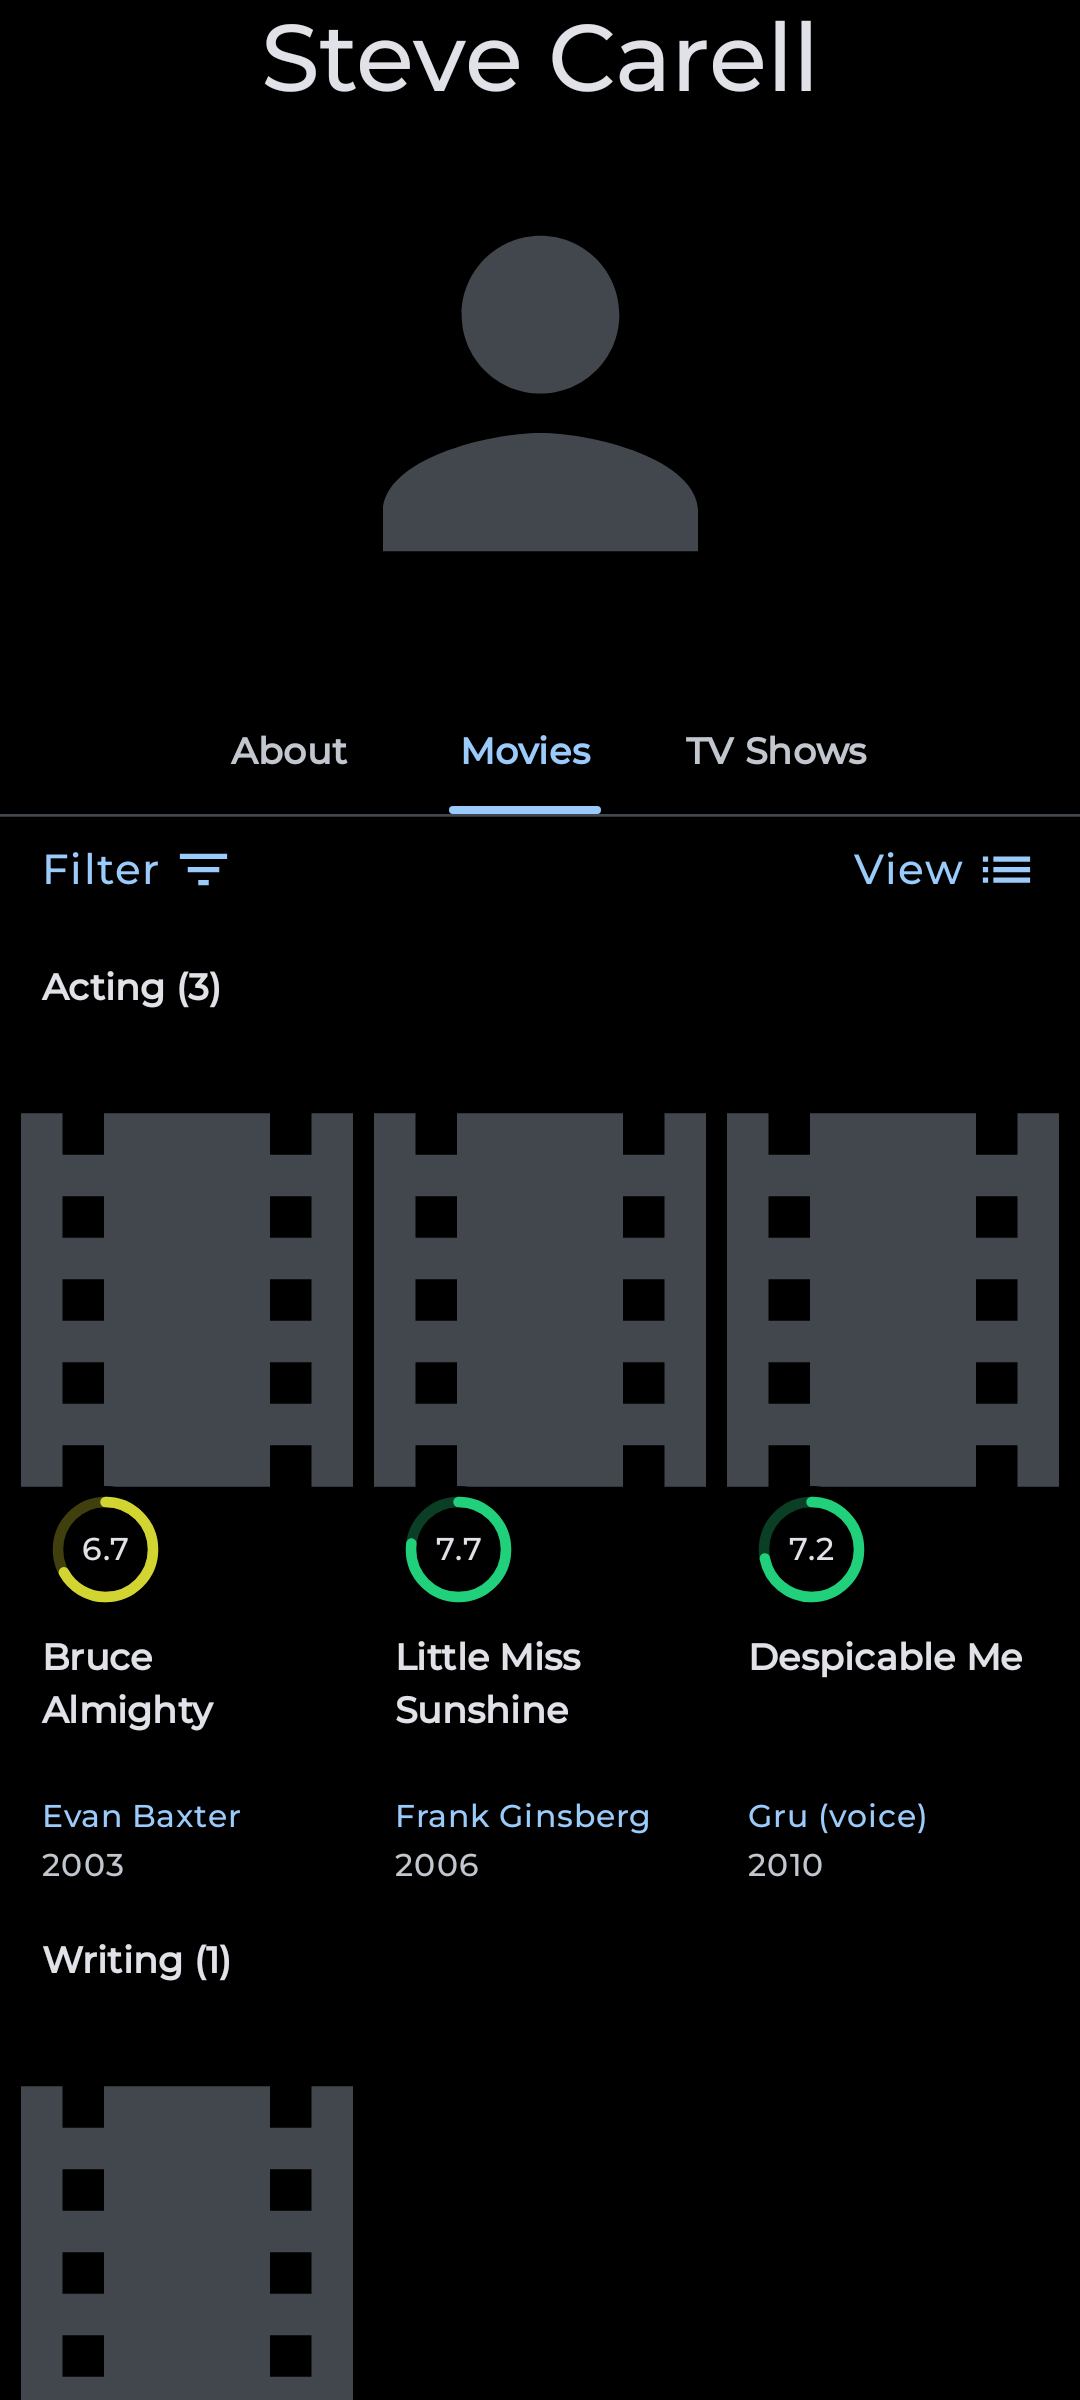 Steve Carell
About
Movies
TV Shows
Filter
View
Acting (3)
6.7
7.7
7.2
Bruce
Almighty
Little Miss
Sunshine
Despicable Me
Evan Baxter
2003
Frank Ginsberg
2006
Gru (voice)
2010
Writing (1)